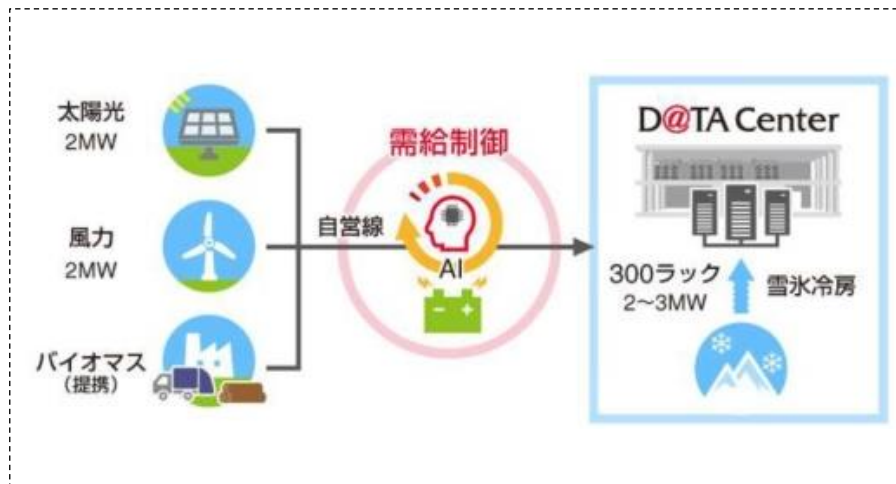 太陽光
2MW
風力
2MW
バイオマス
(提携)
自営線
需給制御
AI
D@TA Center
300ラック
2〜3MW
雪氷冷房